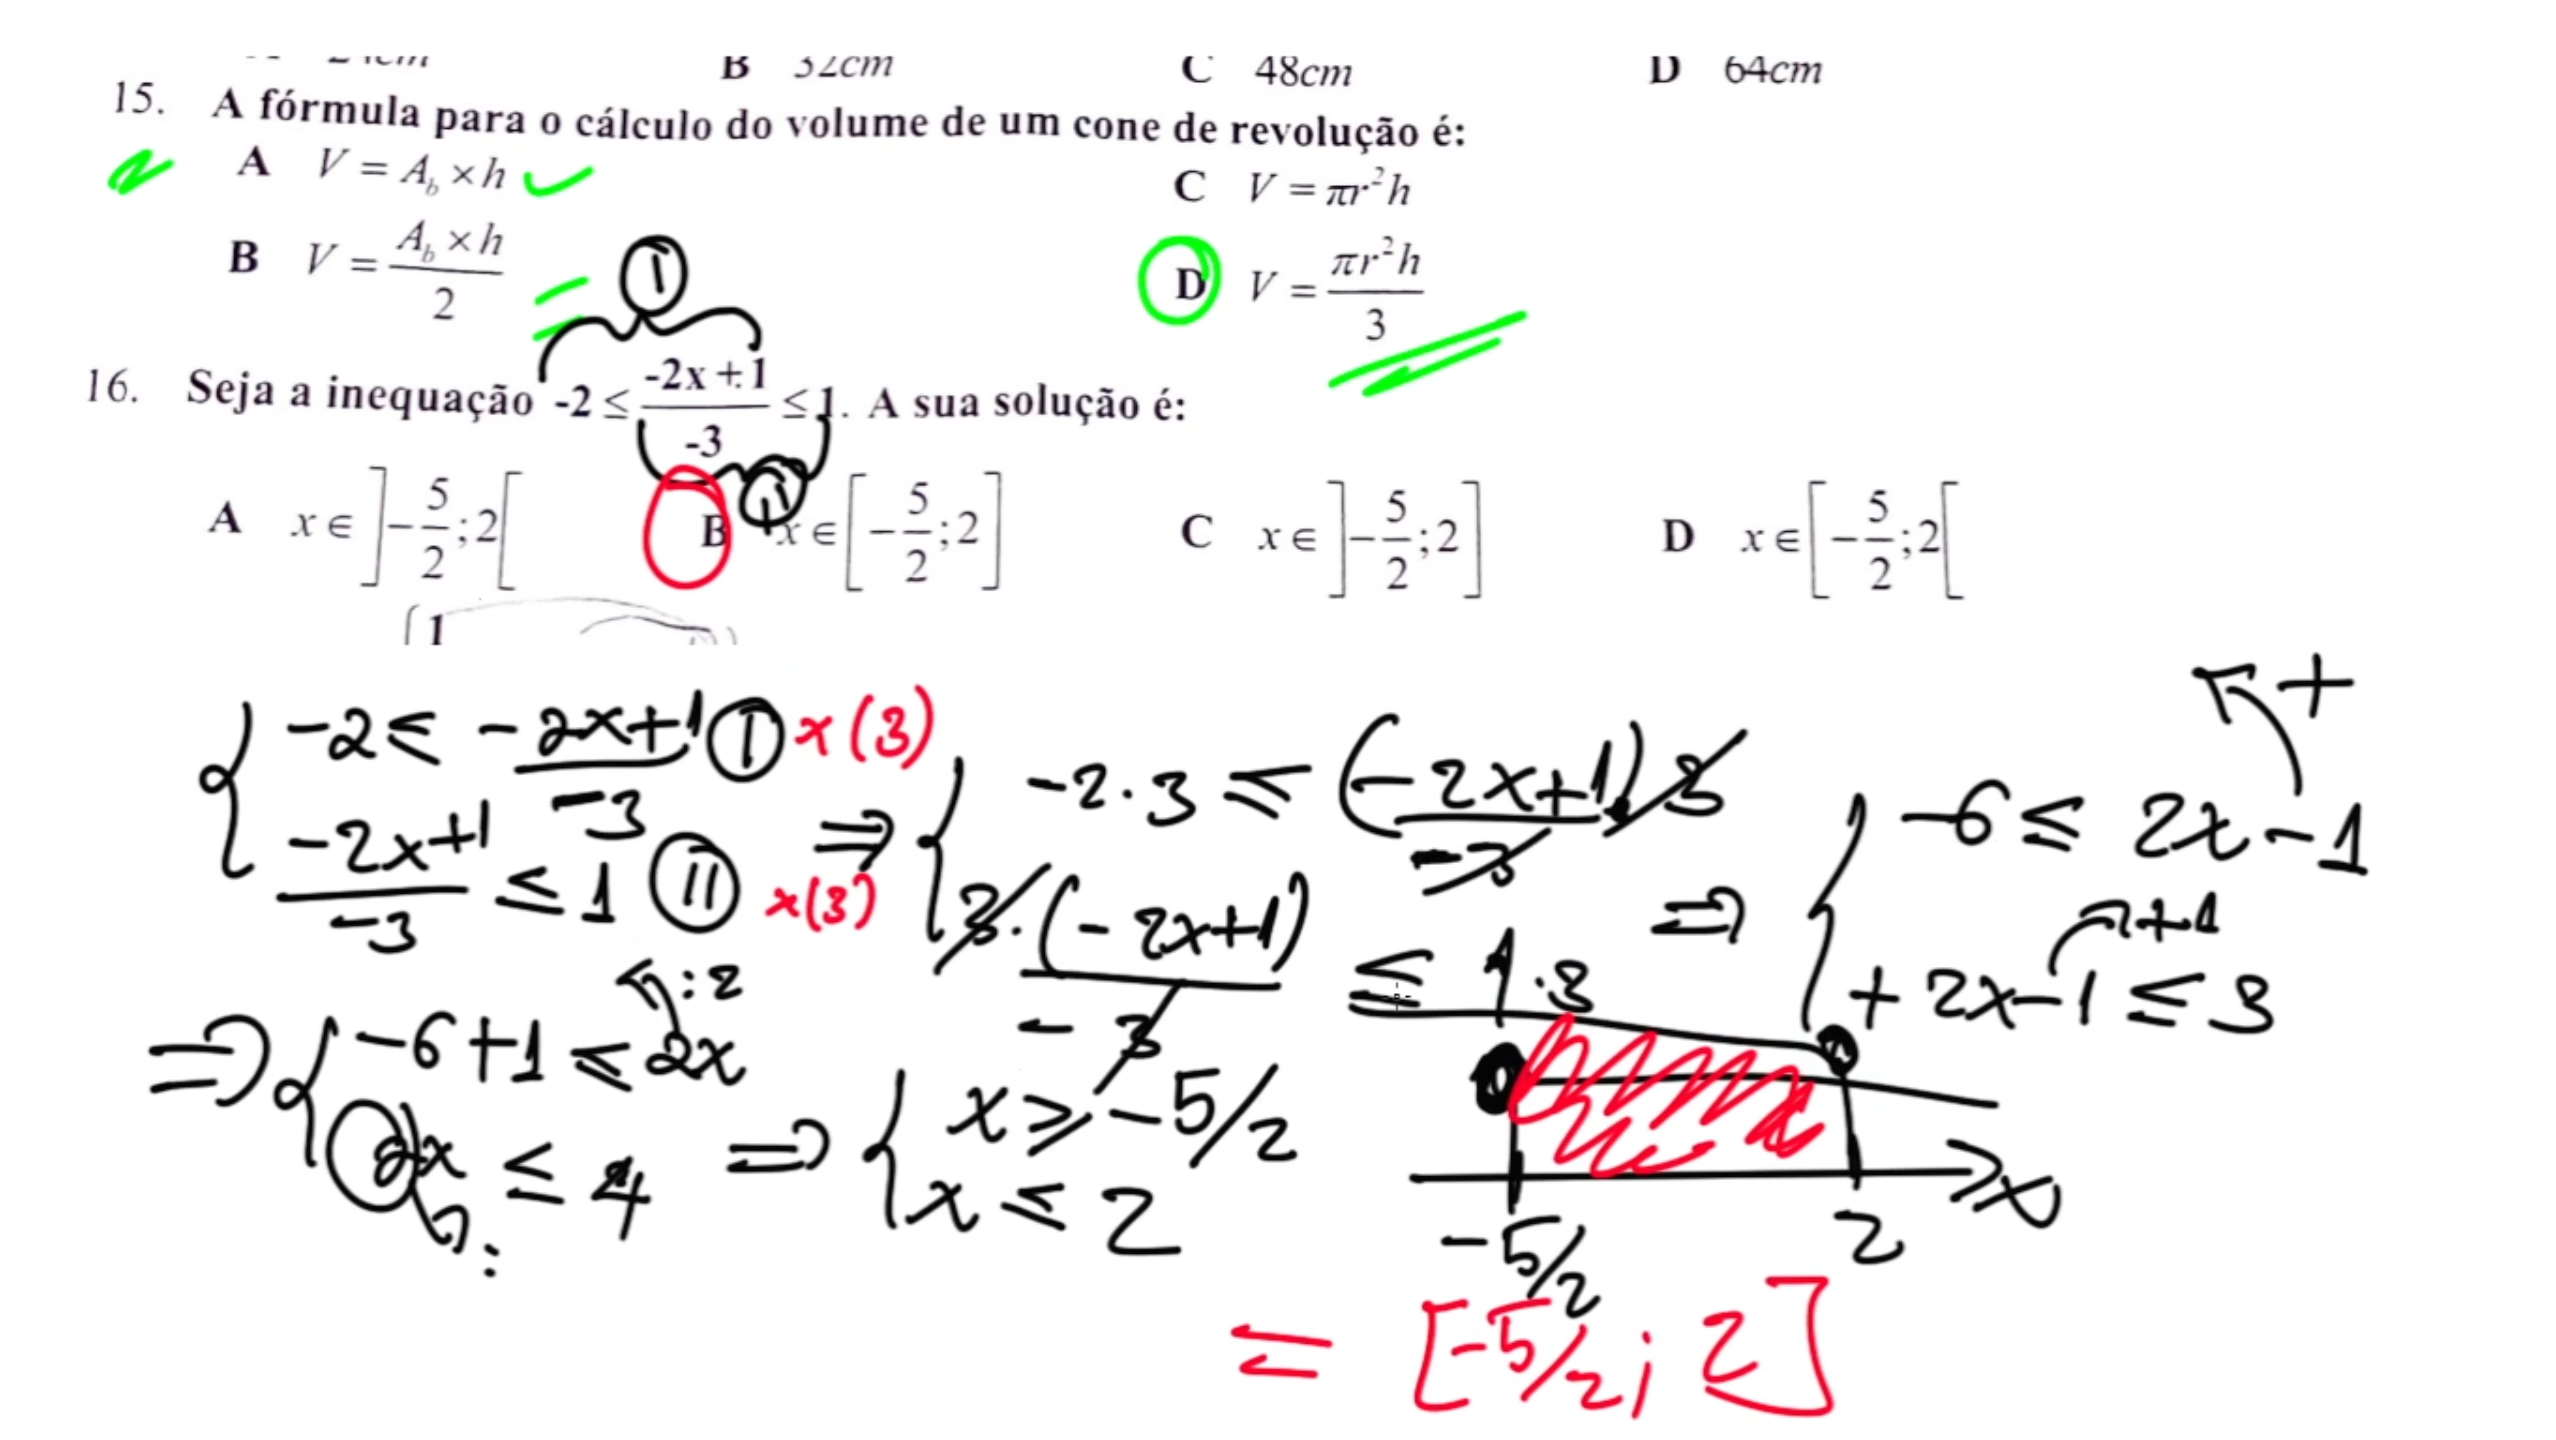 B 32cm C 48cm D 64cm
15. A fórmula para o cálculo do volume de um cone de revolução é:
A V = A_b × h C V = πr²h
B V = (A_b × h)/2 D V = (πr²h)/3
1
16. Seja a inequação -2 ≤ (-2x+1)/(-3) ≤ 1. A sua solução é:
11
A x ∈ ]-5/2 ; 2[ B x ∈ [-5/2 ; 2] C x ∈ ]-5/2 ; 2] D x ∈ [-5/2 ; 2[
{ -2 ≤ (-2x+1)/(-3) 1 x(3)
(-2x+1)/(-3) ≤ 1 11 x(3)
⇒ { -2·3 ≤ (-2x+1)/(-3) · 3
3·(-2x+1)/(-3) ≤ 1·3
⇒ { -6 ≤ 2x-1 +
+2x-1 ≤ 3 +1
⇒ { -6+1 ≤ 2x :2
2x ≤ 4 :
⇒ { x ≥ -5/2
x ≤ 2
-5/2 2 x
= [-5/2; 2]